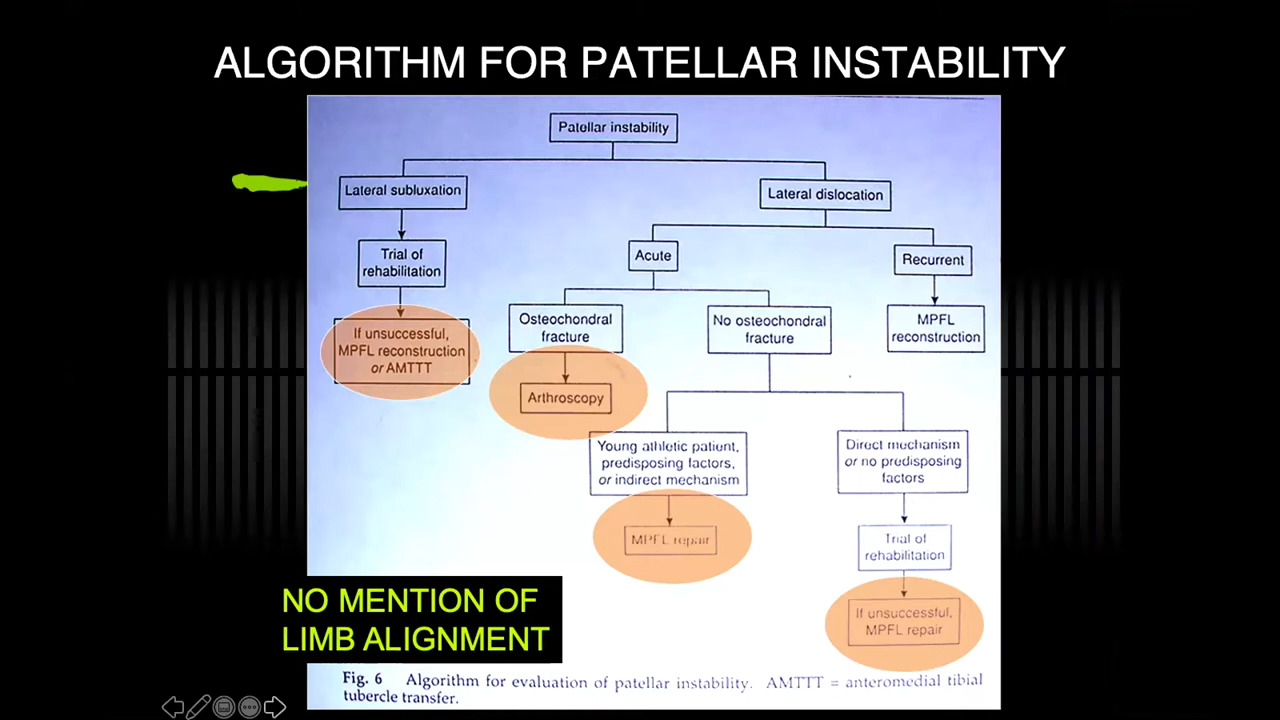 ALGORITHM FOR PATELLAR INSTABILITY
Patellar instability
Lateral subluxation
Lateral dislocation
Trial of
rehabilitation
Acute
Recurrent
If unsuccessful,
MPFL reconstruction
or AMTTT
Osteochondral
fracture
No osteochondral
fracture
MPFL
reconstruction
Arthroscopy
Young athletic patient,
predisposing factors,
or indirect mechanism
Direct mechanism
or no predisposing
factors
MPFL repair
Trial of
rehabilitation
If unsuccessful,
MPFL repair
NO MENTION OF
LIMB ALIGNMENT
Fig. 6 Algorithm for evaluation of patellar instability. AMTTT = anteromedial tibial
tubercle transfer.